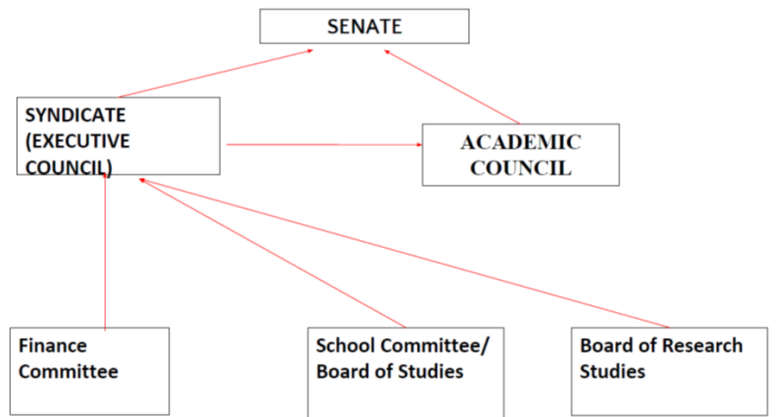 SENATE
SYNDICATE
(EXECUTIVE
COUNCIL)
ACADEMIC
COUNCIL
Finance
Committee
School Committee/
Board of Studies
Board of Research
Studies